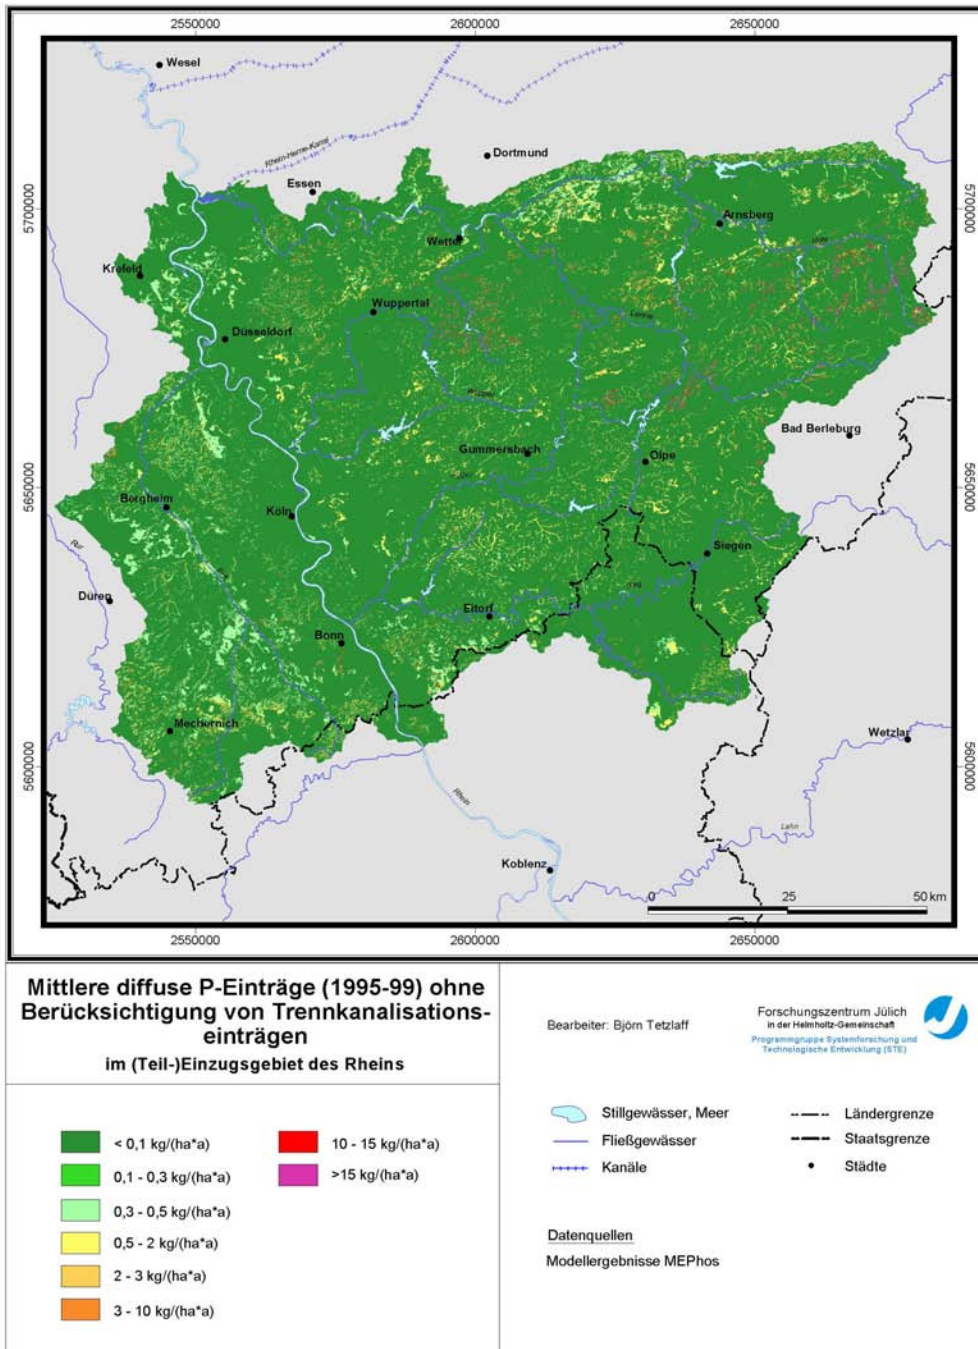 2550000
2600000
2650000
Wesel
Rhein-Herne-Kanal
Dortmund
Essen
5700000
5700000
Arnsberg
Wetter
Krefeld
Wuppertal
Lenne
Düsseldorf
Wupper
Bad Berleburg
Gummersbach
Olpe
5650000
5650000
Bergheim
Köln
Siegen
Rur
Düren
Eitorf
Bonn
Mechernich
Wetzlar
5600000
5600000
Rhein
Lahn
Koblenz
0
25
50 km
2550000
2600000
2650000
Mittlere diffuse P-Einträge (1995-99) ohne
Berücksichtigung von Trennkanalisations-
einträgen
im (Teil-)Einzugsgebiet des Rheins
< 0,1 kg/(ha*a)
0,1 - 0,3 kg/(ha*a)
0,3 - 0,5 kg/(ha*a)
0,5 - 2 kg/(ha*a)
2 - 3 kg/(ha*a)
3 - 10 kg/(ha*a)
10 - 15 kg/(ha*a)
>15 kg/(ha*a)
Bearbeiter: Björn Tetzlaff
Forschungszentrum Jülich
in der Helmholtz-Gemeinschaft
Programmgruppe Systemforschung und
Technologische Entwicklung (STE)
Stillgewässer, Meer
Fließgewässer
Kanäle
Ländergrenze
Staatsgrenze
Städte
Datenquellen
Modellergebnisse MEPhos